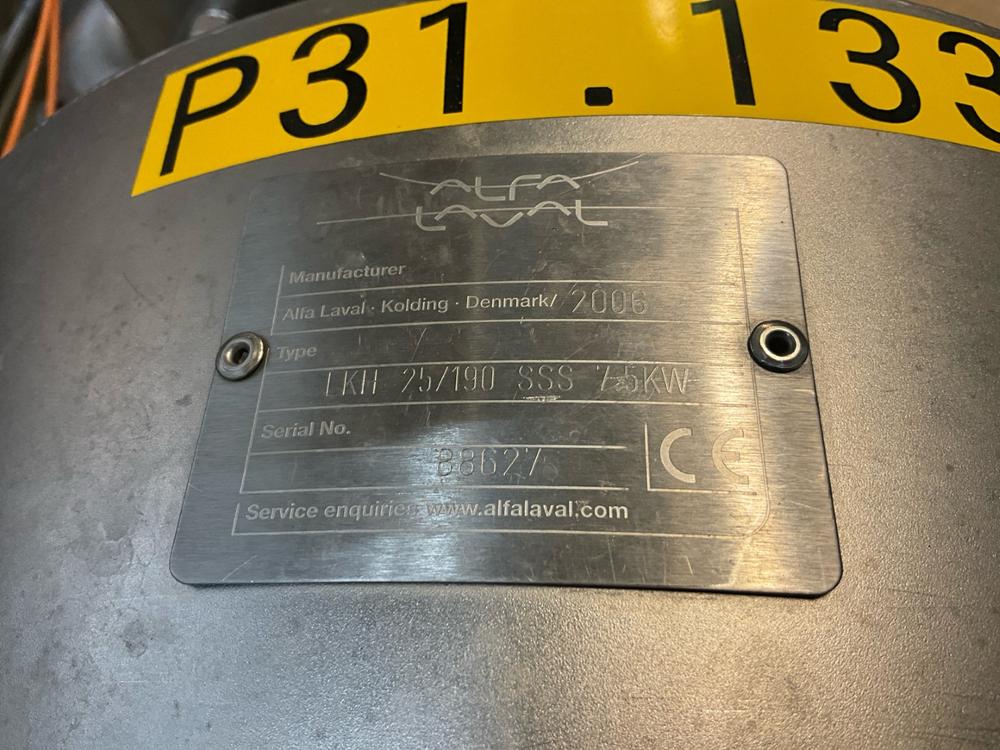 P31.133
ALFA
LAVAL
Manufacturer
Alfa Laval · Kolding · Denmark/ 2006
Type
LKH 25/190 SSS 7.5KW
Serial No.
88627
CE
Service enquiries www.alfalaval.com